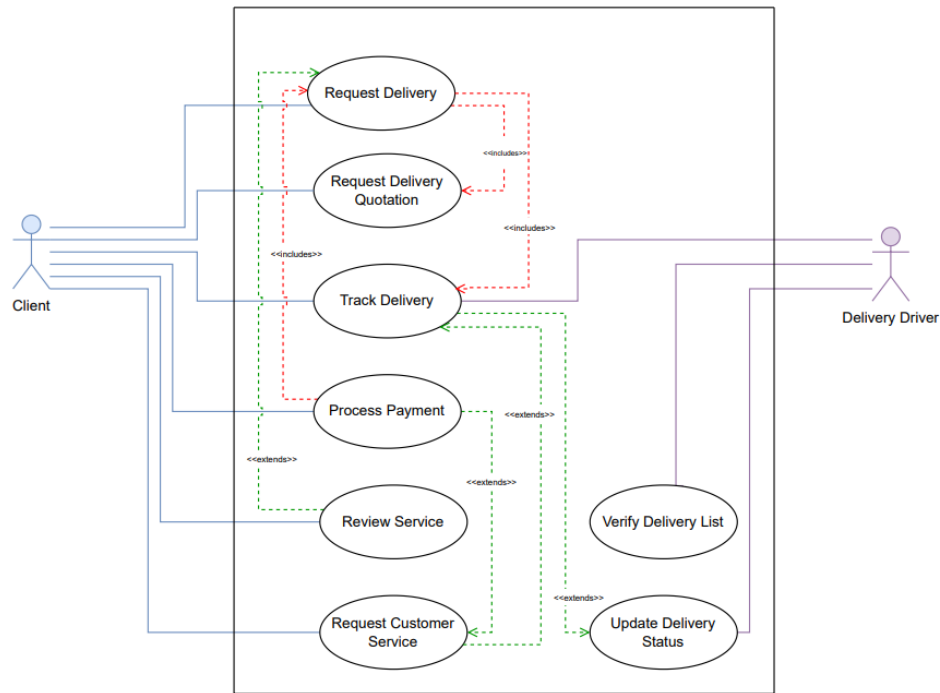 Request Delivery
<<includes>>
Request Delivery
Quotation
<<includes>>
<<includes>>
Client
Track Delivery
Delivery Driver
Process Payment
<<extends>>
<<extends>>
<<extends>>
Review Service
Verify Delivery List
<<extends>>
Request Customer
Service
Update Delivery
Status